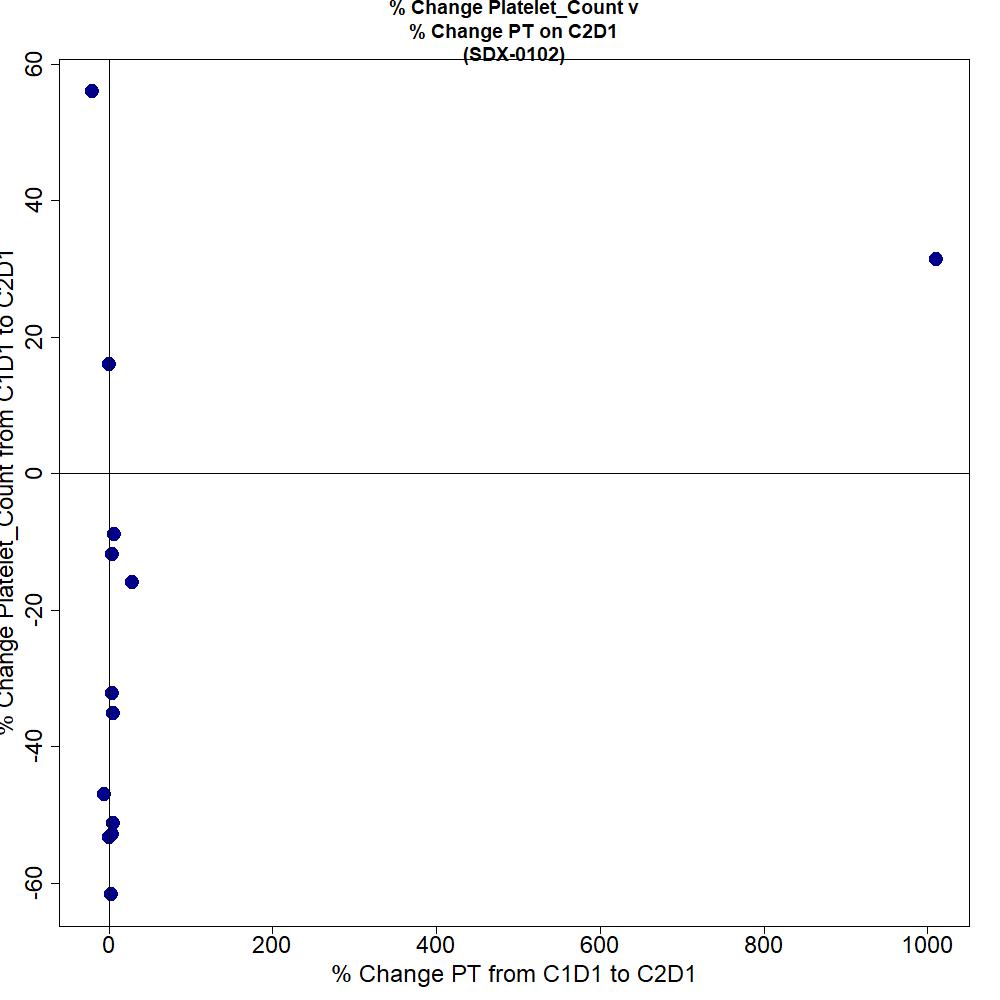 % Change Platelet_Count v
% Change PT on C2D1
(SDX-0102)
% Change Platelet_Count from C1D1 to C2D1
60
40
20
0
-20
-40
-60
0
200
400
600
800
1000
% Change PT from C1D1 to C2D1